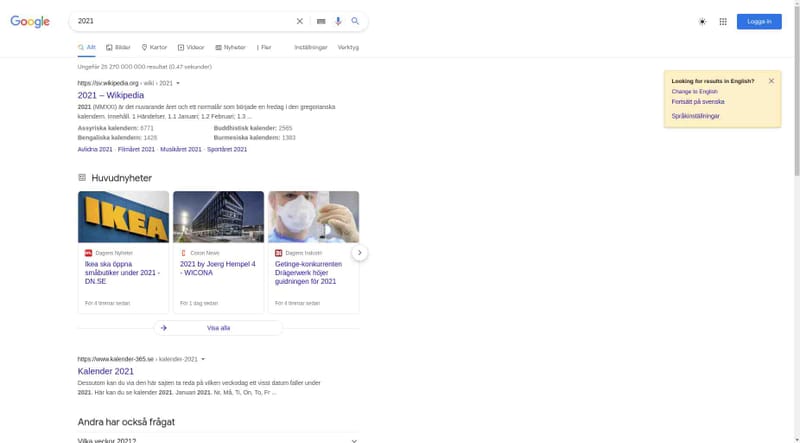 Google
2021
Logga in
Allt
Bilder
Kartor
Videor
Nyheter
Fler
Inställningar
Verktyg
Ungefär 25 270 000 000 resultat (0,47 sekunder)
https://sv.wikipedia.org › wiki › 2021
2021 – Wikipedia
2021 (MMXXI) är det nuvarande året och ett normalår som började en fredag i den gregorianska
kalendern. Innehåll. 1 Händelser. 1.1 Januari; 1.2 Februari; 1.3 ...
Assyriska kalendern: 6771
Buddhistisk kalender: 2565
Bengaliska kalendern: 1428
Burmesiska kalendern: 1383
Avlidna 2021 · Filmåret 2021 · Musikåret 2021 · Sportåret 2021
Looking for results in English?
Change to English
Fortsätt på svenska
Språkinställningar
Huvudnyheter
IKEA
Dagens Nyheter
Ikea ska öppna
småbutiker under 2021 -
DN.SE
För 4 timmar sedan
Cision News
2021 by Joerg Hempel 4
- WICONA
För 1 dag sedan
Dagens Industri
Getinge-konkurrenten
Drägerwerk höjer
guidningen för 2021
För 4 timmar sedan
Visa alla
https://www.kalender-365.se › kalender-2021
Kalender 2021
Dessutom kan du via den här sajten ta reda på vilken veckodag ett visst datum faller under
2021. Här kan du se kalender 2021. Januari 2021. Nr, Må, Ti, On, To, Fr ...
Andra har också frågat
Vilka veckor 2021?